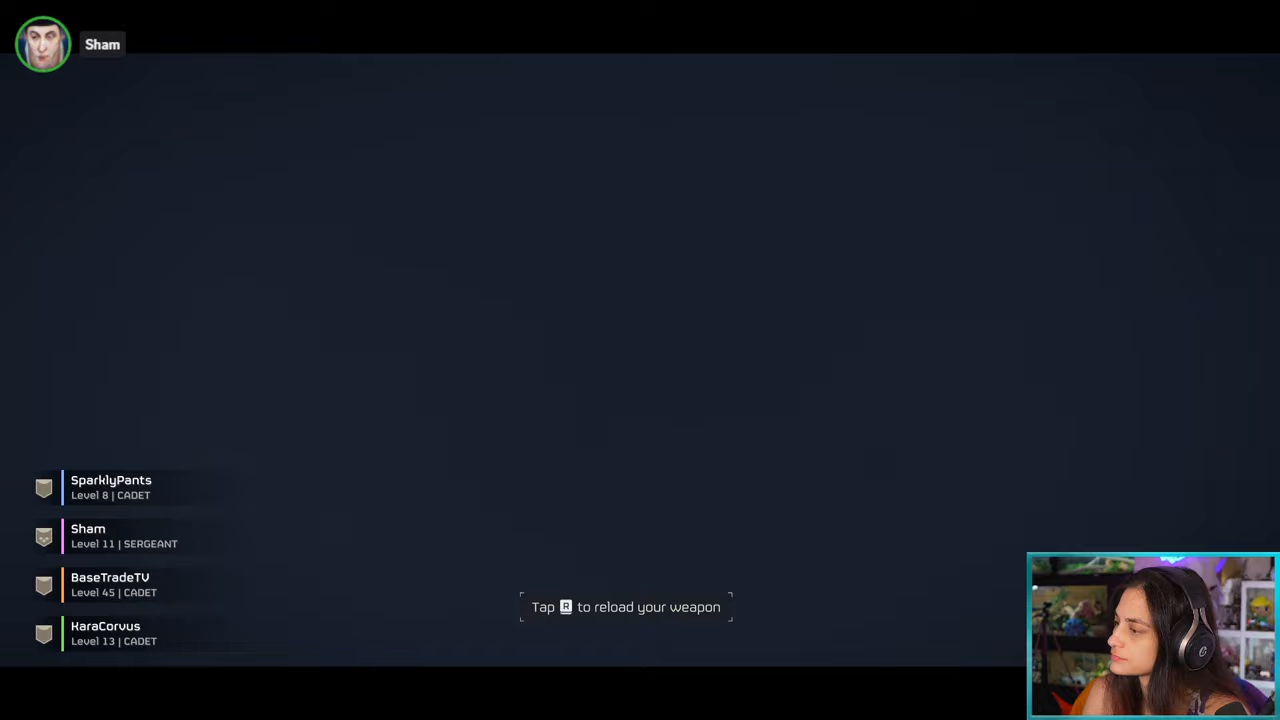 Sham
SparklyPants
Level 8 | CADET
Sham
Level 11 | SERGEANT
BaseTradeTV
Level 45 | CADET
KaraCorvus
Level 13 | CADET
Tap R to reload your weapon